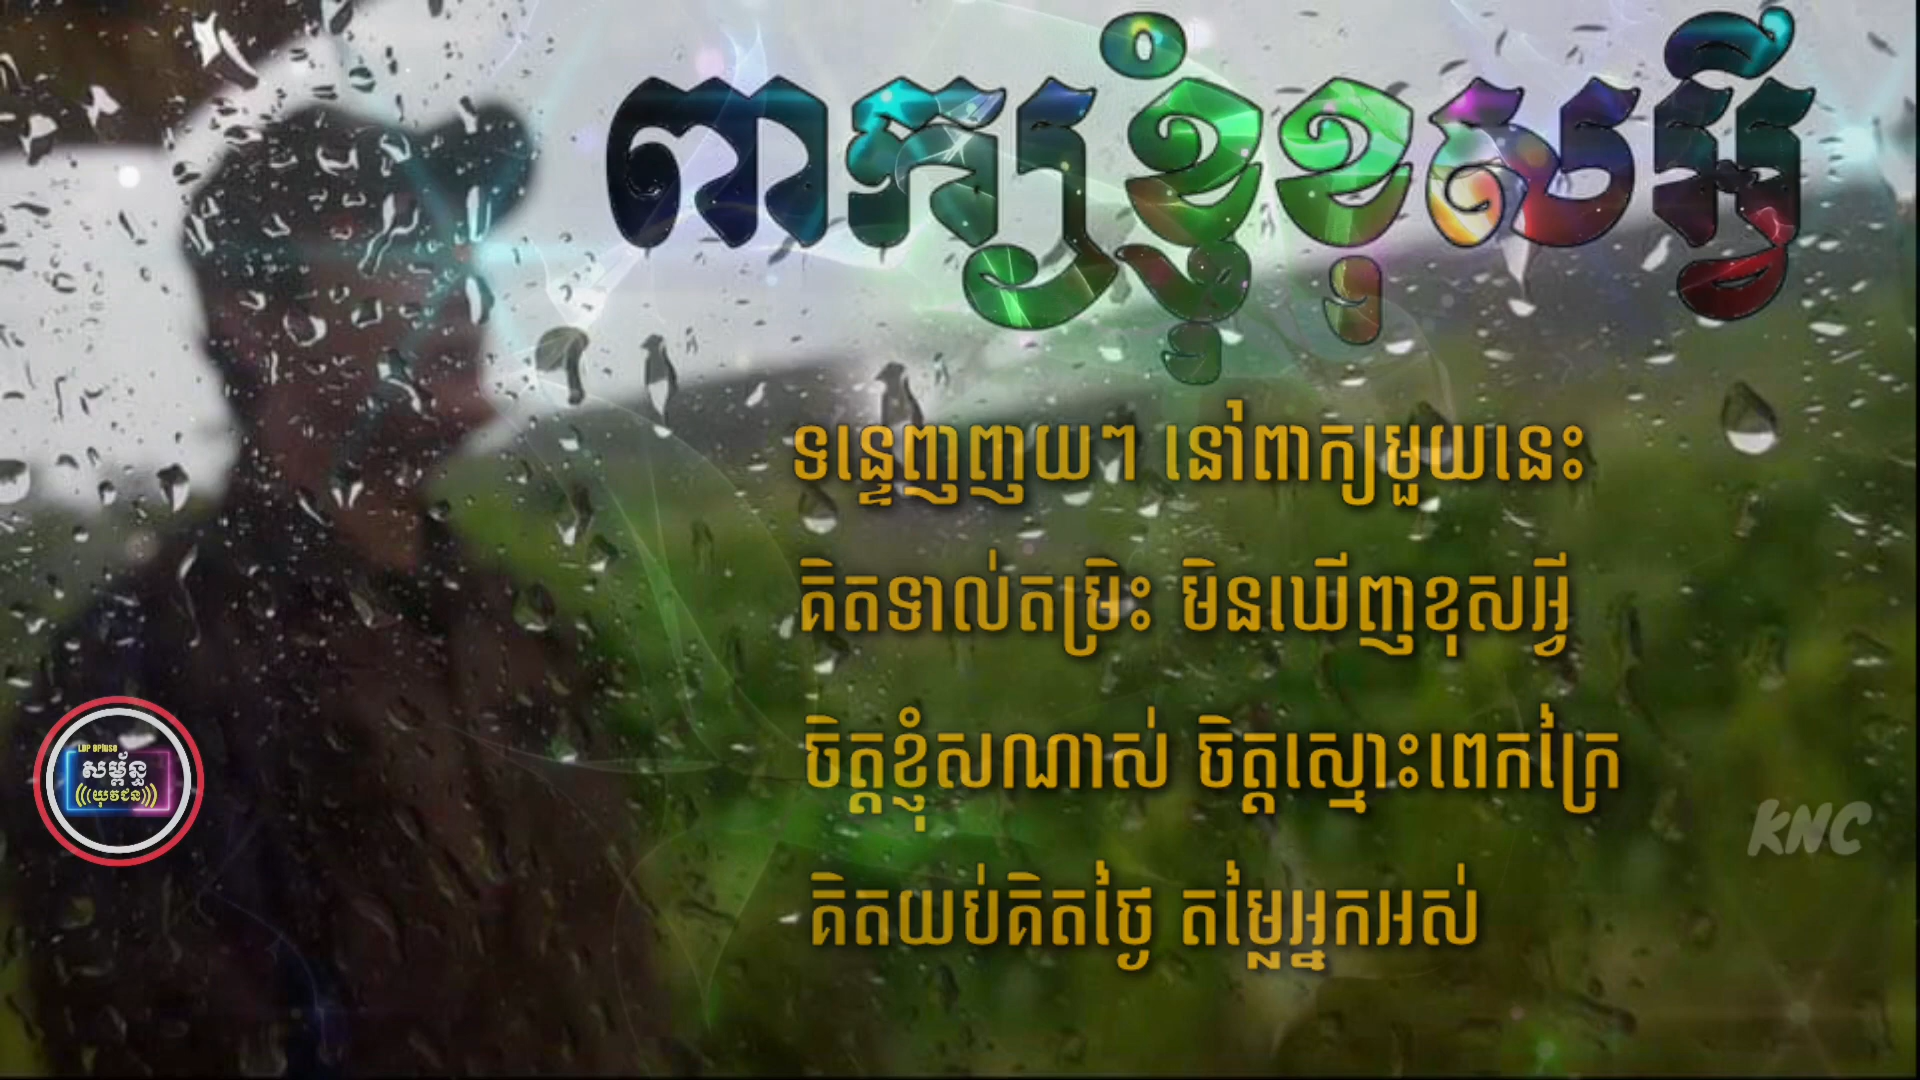 ពាក្យខ្ញុំខុសអ្វី
ទន្ទេញញយៗ នៅពាក្យមួយនេះ
គិតទាល់តម្រិះ មិនឃើញខុសអ្វី
ចិត្តខ្ញុំសណាស់ ចិត្តស្មោះពេកក្រៃ
គិតយប់គិតថ្ងៃ តម្លៃអ្នកអស់
LDP 8Pluse
សម្ព័ន្ធ
(((យុវជន)))
KNC